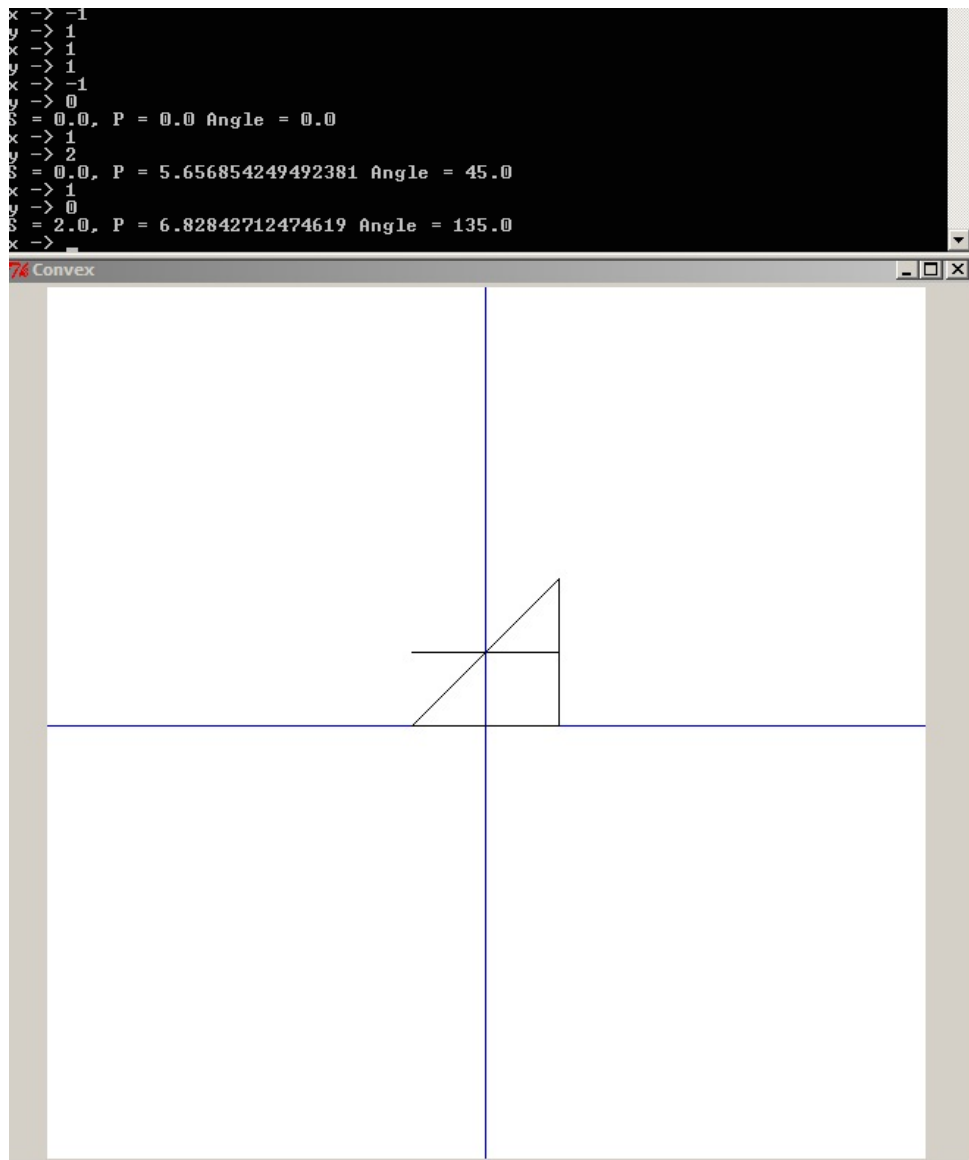 x -> -1
y -> 1
x -> 1
y -> 1
x -> -1
y -> 0
S = 0.0, P = 0.0 Angle = 0.0
x -> 1
y -> 2
S = 0.0, P = 5.656854249492381 Angle = 45.0
x -> 1
y -> 0
S = 2.0, P = 6.82842712474619 Angle = 135.0
x -> _
Convex